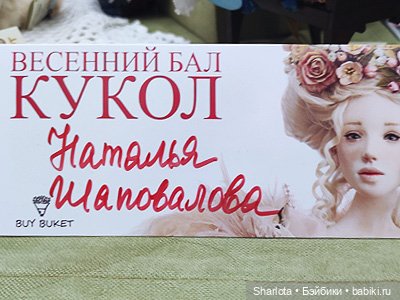 ВЕСЕННИЙ БАЛ
КУКОЛ
Наталья
Шаповалова
BUY BUKET
Sharlota • Бэйбики • babiki.ru